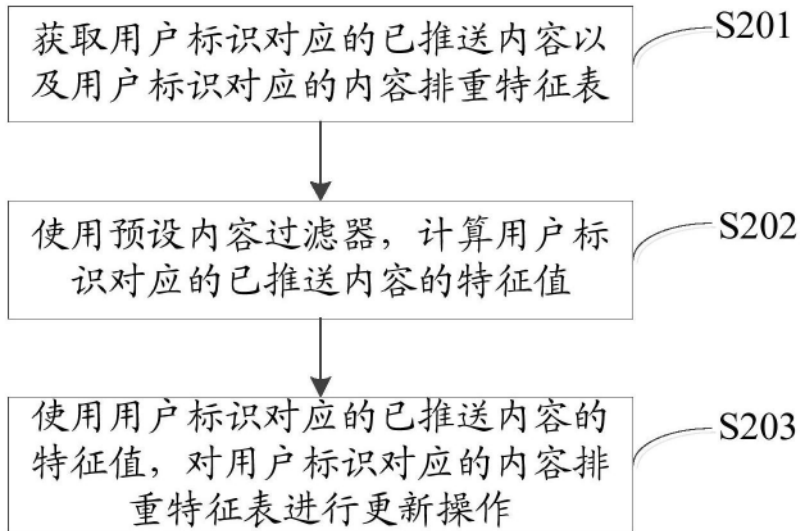 获取用户标识对应的已推送内容以
及用户标识对应的内容排重特征表
S201
使用预设内容过滤器，计算用户标
识对应的已推送内容的特征值
S202
使用用户标识对应的已推送内容的
特征值，对用户标识对应的内容排
重特征表进行更新操作
S203